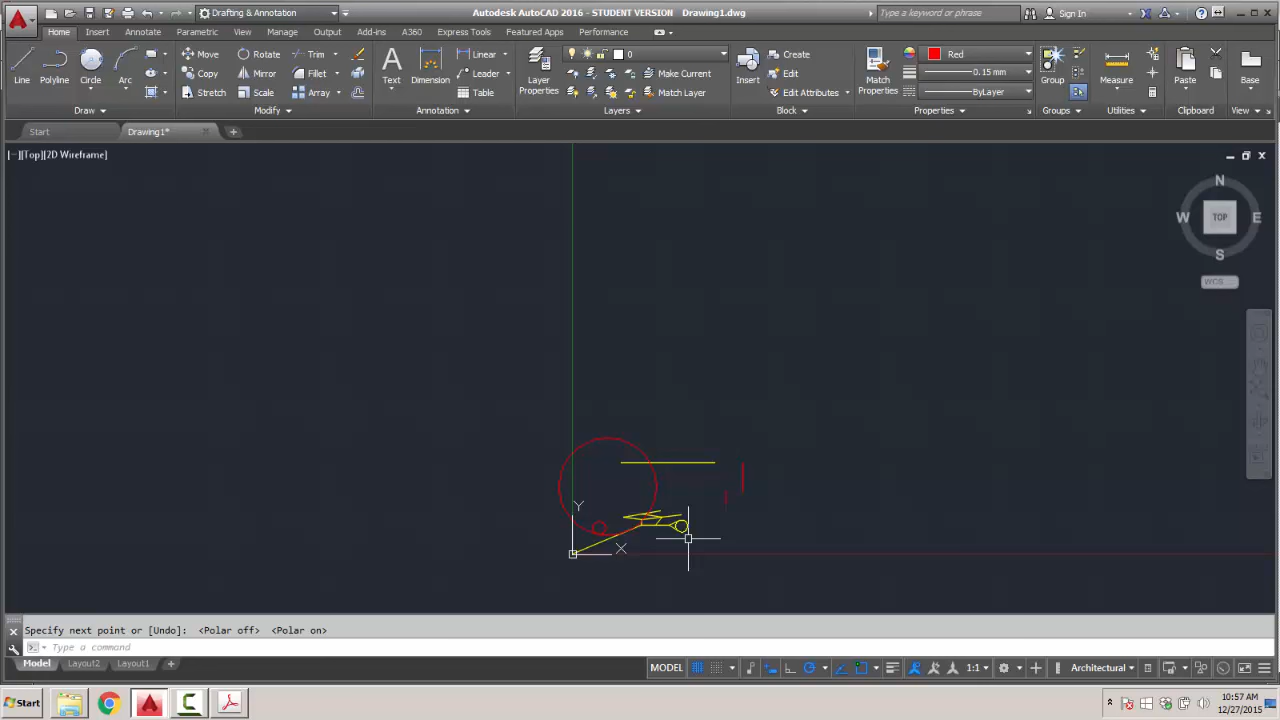 Drafting & Annotation
Autodesk AutoCAD 2016 - STUDENT VERSION Drawing1.dwg
Type a keyword or phrase
Sign In
Home Insert Annotate Parametric View Manage Output Add-ins A360 Express Tools Featured Apps Performance
Line Polyline Circle Arc
Move Rotate Trim
Copy Mirror Fillet
Stretch Scale Array
Text Dimension
Linear
Leader
Table
Layer Properties
0
Make Current
Match Layer
Insert
Create
Edit
Edit Attributes
Match Properties
Red
0.15 mm
ByLayer
Group
Measure
Paste
Base
Draw Modify Annotation Layers Block Properties Groups Utilities Clipboard View
Start Drawing1*
[–][Top][2D Wireframe]
N
W TOP E
S
WCS
Y
X
Specify next point or [Undo]: <Polar off> <Polar on>
Type a command
Model Layout2 Layout1
MODEL 1:1 Architectural
Start
10:57 AM
12/27/2015